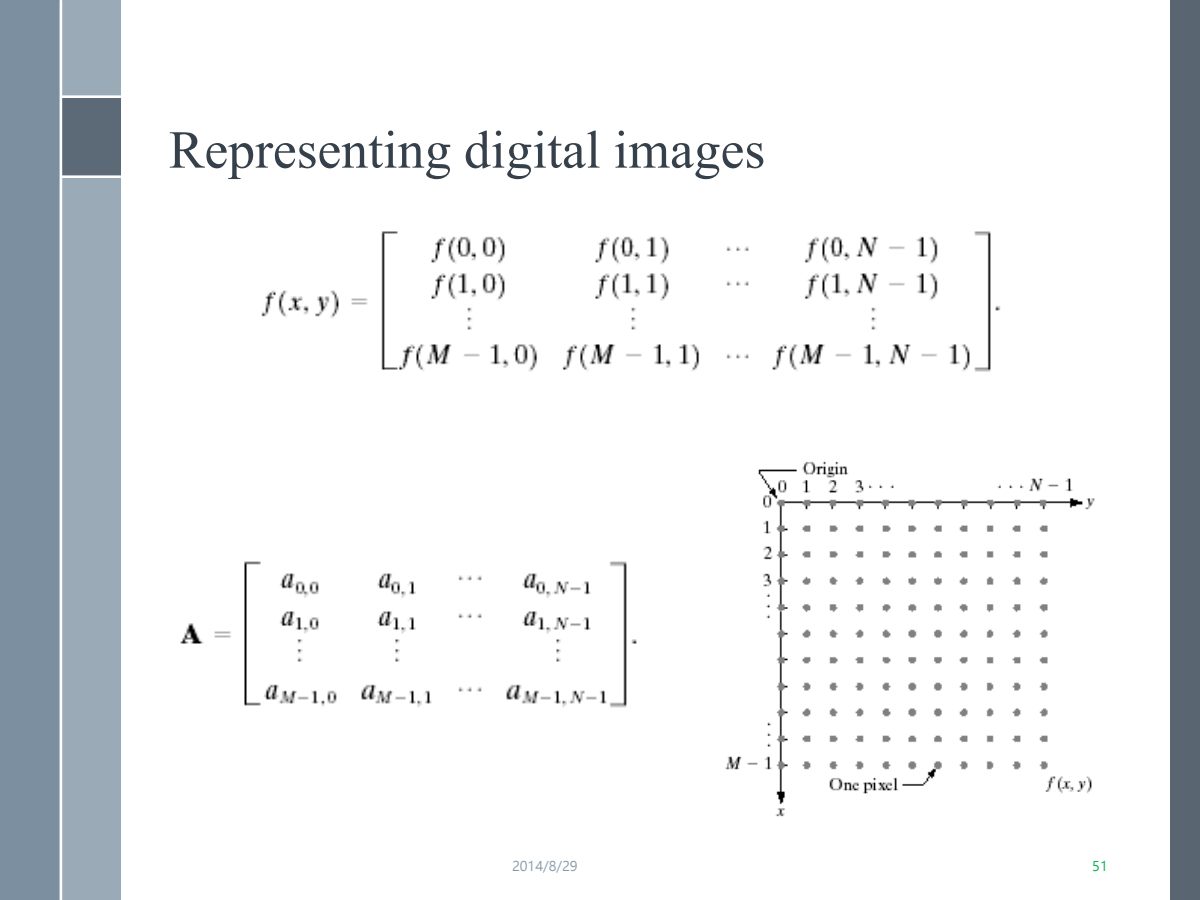 Representing digital images
f(x, y) = [ f(0, 0) f(0, 1) ··· f(0, N − 1)
f(1, 0) f(1, 1) ··· f(1, N − 1)
⋮ ⋮ ⋮
f(M − 1, 0) f(M − 1, 1) ··· f(M − 1, N − 1) ].
A = [ a0,0 a0,1 ··· a0, N−1
a1,0 a1,1 ··· a1, N−1
⋮ ⋮ ⋮
aM−1,0 aM−1,1 ··· aM−1, N−1 ].
Origin
0 1 2 3 · · · · · · N − 1
y
0
1
2
3
⋮
⋮
M − 1
One pixel
f(x, y)
x
2014/8/29
51